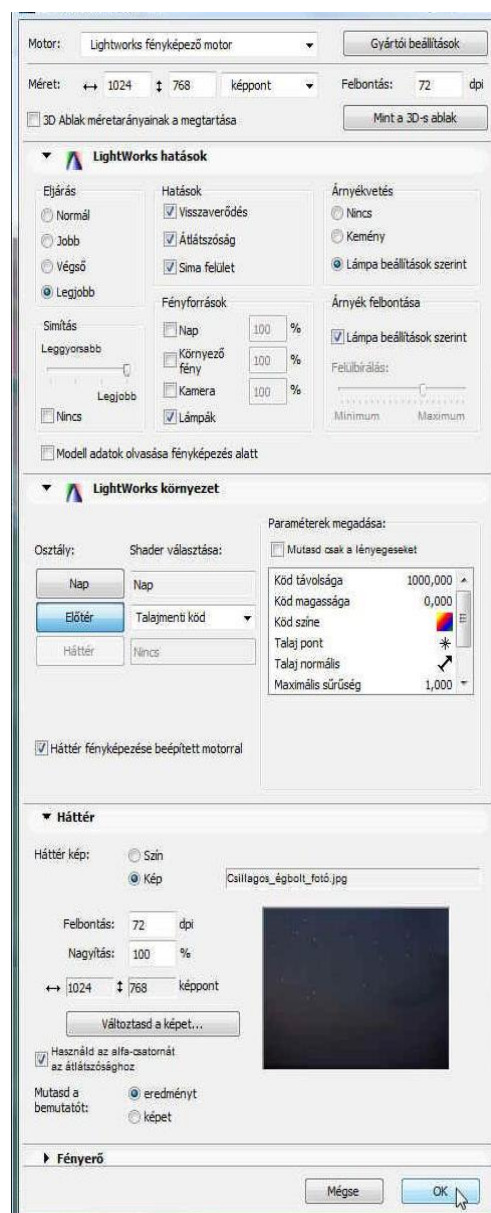 Motor: Lightworks fényképező motor Gyártói beállítások
Méret: 1024 768 képpont Felbontás: 72 dpi
3D Ablak méretarányainak a megtartása Mint a 3D-s ablak
LightWorks hatások
Eljárás
Normál
Jobb
Végső
Legjobb
Simítás
Leggyorsabb
Legjobb
Nincs
Hatások
Visszaverődés
Átlátszóság
Sima felület
Fényforrások
Nap 100 %
Környező fény 100 %
Kamera 100 %
Lámpák
Árnyékvetés
Nincs
Kemény
Lámpa beállítások szerint
Árnyék felbontása
Lámpa beállítások szerint
Felülbírálás:
Minimum Maximum
Modell adatok olvasása fényképezés alatt
LightWorks környezet
Osztály: Shader választása:
Nap Nap
Előtér Talajmenti köd
Háttér Nincs
Paraméterek megadása:
Mutasd csak a lényegeseket
Köd távolsága 1000,000
Köd magassága 0,000
Köd színe
Talaj pont
Talaj normális
Maximális sűrűség 1,000
Háttér fényképezése beépített motorral
Háttér
Háttér kép: Szín
Kép Csillagos_égbolt_fotó.jpg
Felbontás: 72 dpi
Nagyítás: 100 %
1024 768 képpont
Változtasd a képet...
Használd az alfa-csatornát
az átlátszósághoz
Mutasd a bemutatót: eredményt
képet
Fényerő
Mégse OK